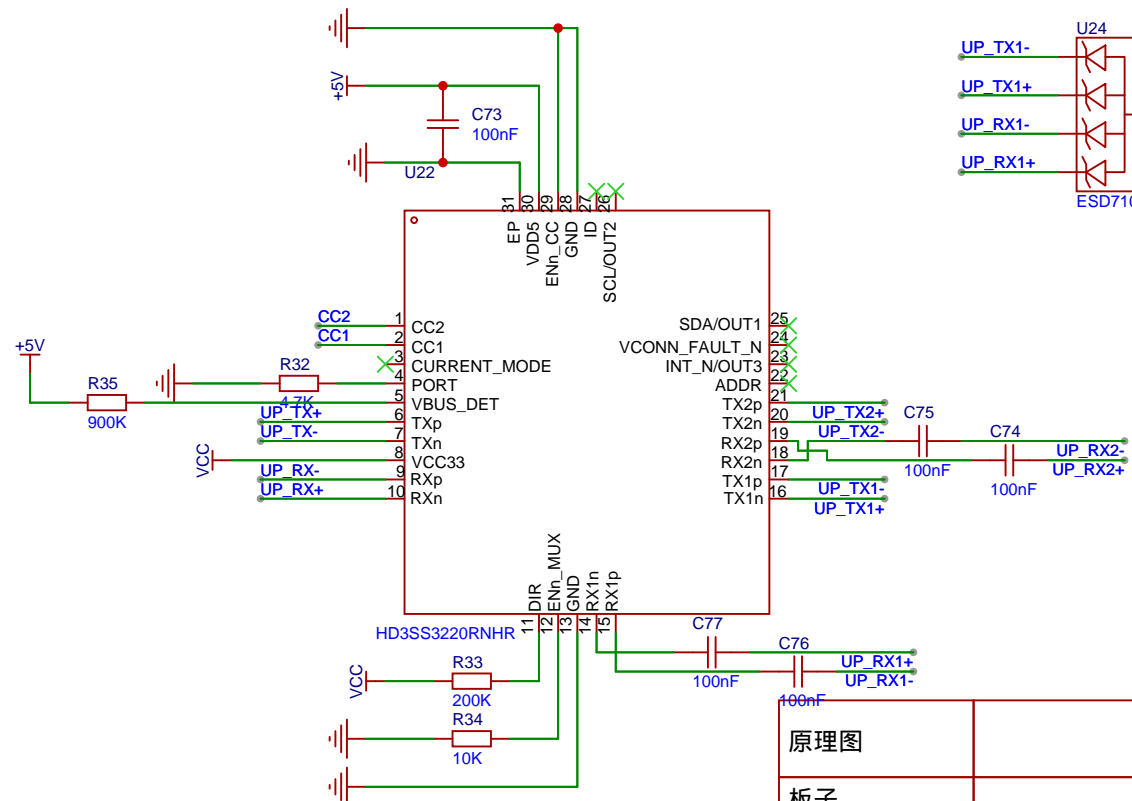 U24
UP_TX1-
UP_TX1+
UP_RX1-
UP_RX1+
ESD710
+5V
C73
100nF
U22
31
30
29
28
27
26
EP
VDD5
ENn_CC
GND
ID
SCL/OUT2
CC2
1
CC2
CC1
2
CC1
3
CURRENT_MODE
R32
4.7K
4
PORT
+5V
R35
900K
5
VBUS_DET
UP_TX+
6
TXp
UP_TX-
7
TXn
VCC
8
VCC33
UP_RX-
9
RXp
UP_RX+
10
RXn
SDA/OUT1
25
VCONN_FAULT_N
24
INT_N/OUT3
23
ADDR
22
TX2p
21
UP_TX2+
TX2n
20
UP_TX2-
RX2p
19
RX2n
18
TX1p
17
UP_TX1-
TX1n
16
UP_TX1+
C75
100nF
C74
100nF
UP_RX2-
UP_RX2+
DIR
ENn_MUX
GND
RX1n
RX1p
11
12
13
14
15
HD3SS3220RNHR
VCC
R33
200K
R34
10K
C77
100nF
C76
100nF
UP_RX1+
UP_RX1-
原理图
板子